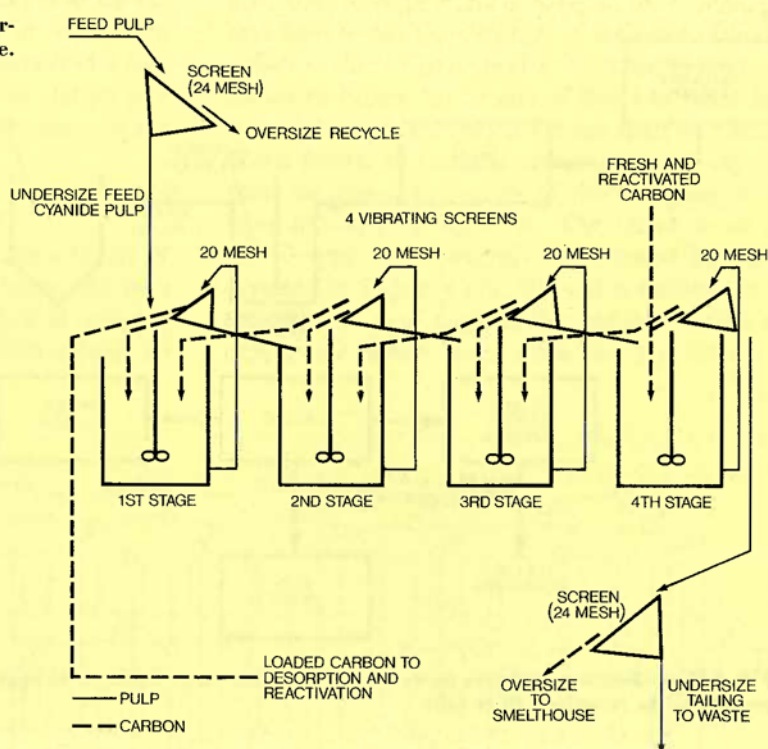 r-
e.
FEED PULP
SCREEN
(24 MESH)
OVERSIZE RECYCLE
UNDERSIZE FEED
CYANIDE PULP
FRESH AND
REACTIVATED
CARBON
4 VIBRATING SCREENS
20 MESH
20 MESH
20 MESH
20 MESH
1ST STAGE
2ND STAGE
3RD STAGE
4TH STAGE
SCREEN
(24 MESH)
LOADED CARBON TO
DESORPTION AND
REACTIVATION
OVERSIZE
TO
SMELTHOUSE
UNDERSIZE
TAILING
TO WASTE
PULP
CARBON